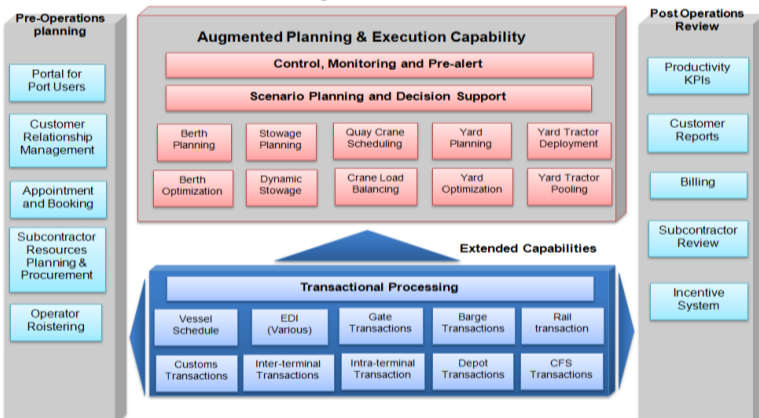 Pre-Operations
planning
Portal for
Port Users
Customer
Relationship
Management
Appointment
and Booking
Subcontractor
Resources
Planning &
Procurement
Operator
Roistering
Augmented Planning & Execution Capability
Control, Monitoring and Pre-alert
Scenario Planning and Decision Support
Berth
Planning
Stowage
Planning
Quay Crane
Scheduling
Yard
Planning
Yard Tractor
Deployment
Berth
Optimization
Dynamic
Stowage
Crane Load
Balancing
Yard
Optimization
Yard Tractor
Pooling
Extended Capabilities
Transactional Processing
Vessel
Schedule
EDI
(Various)
Gate
Transactions
Barge
Transactions
Rail
transaction
Customs
Transactions
Inter-terminal
Transactions
Intra-terminal
Transaction
Depot
Transactions
CFS
Transactions
Post Operations
Review
Productivity
KPIs
Customer
Reports
Billing
Subcontractor
Review
Incentive
System